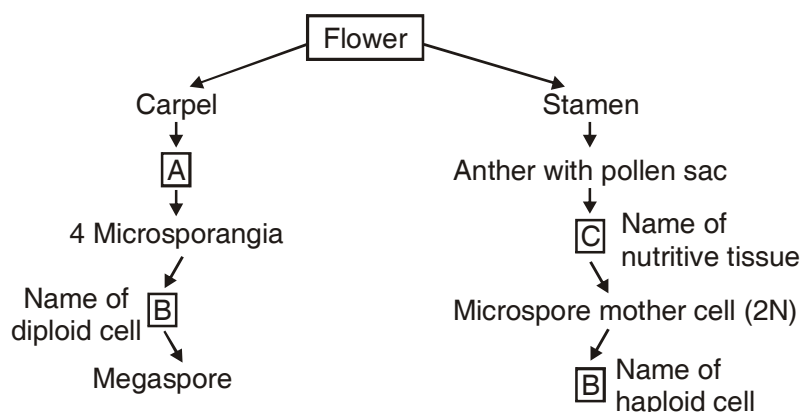 Flower
Carpel
Stamen
A
Anther with pollen sac
4 Microsporangia
C
Name of
nutritive tissue
Name of
diploid cell
B
Microspore mother cell (2N)
Megaspore
B
Name of
haploid cell